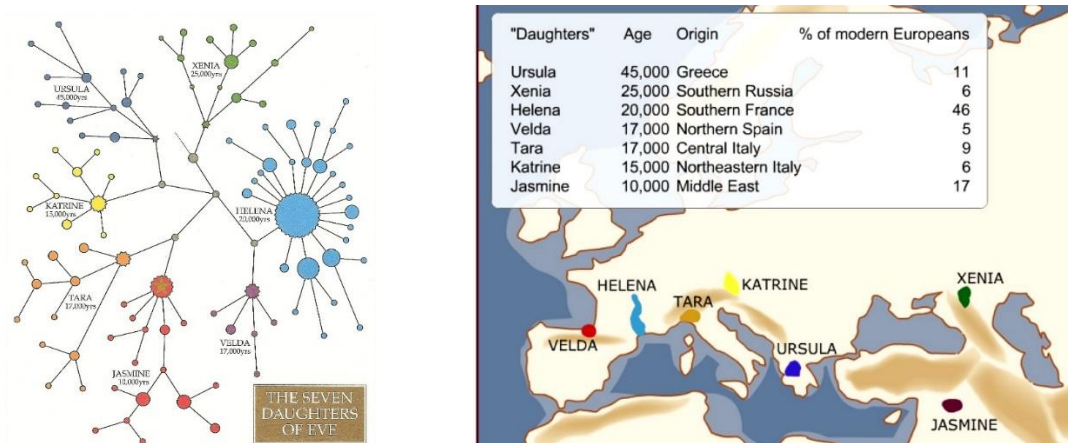 XENIA
25,000yrs
URSULA
45,000yrs
KATRINE
15,000yrs
HELENA
20,000yrs
TARA
17,000yrs
VELDA
17,000yrs
JASMINE
10,000yrs
THE SEVEN
DAUGHTERS
OF EVE
"Daughters" Age Origin % of modern Europeans
Ursula 45,000 Greece 11
Xenia 25,000 Southern Russia 6
Helena 20,000 Southern France 46
Velda 17,000 Northern Spain 5
Tara 17,000 Central Italy 9
Katrine 15,000 Northeastern Italy 6
Jasmine 10,000 Middle East 17
HELENA
KATRINE
XENIA
TARA
VELDA
URSULA
JASMINE